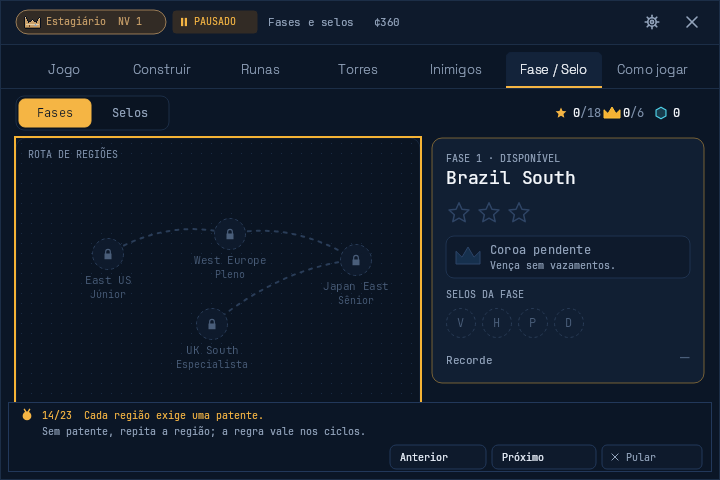 Estagiário NV 1
PAUSADO
Fases e selos
₵360
Jogo
Construir
Runas
Torres
Inimigos
Fase / Selo
Como jogar
Fases
Selos
0/18
0/6
0
ROTA DE REGIÕES
East US
Júnior
West Europe
Pleno
Japan East
Sênior
UK South
Especialista
FASE 1 · DISPONÍVEL
Brazil South
Coroa pendente
Vença sem vazamentos.
SELOS DA FASE
V H P D
Recorde —
14/23 Cada região exige uma patente.
Sem patente, repita a região; a regra vale nos ciclos.
Anterior
Próximo
Pular